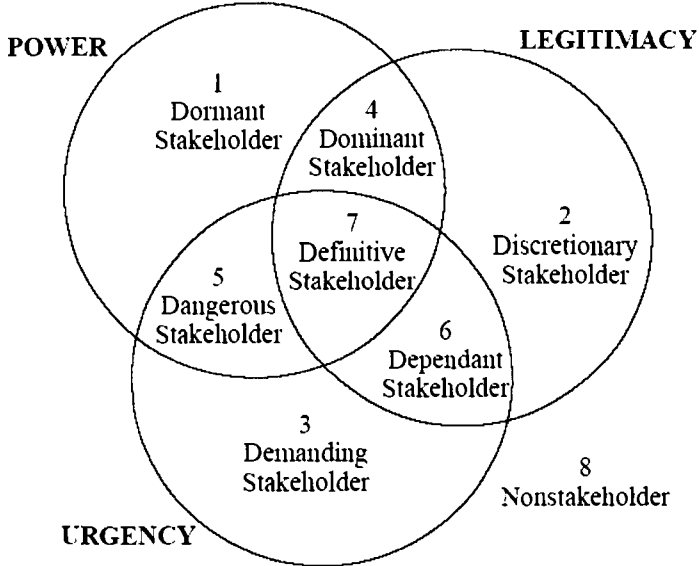 POWER
LEGITIMACY
1
Dormant
Stakeholder
4
Dominant
Stakeholder
7
Definitive
Stakeholder
2
Discretionary
Stakeholder
5
Dangerous
Stakeholder
6
Dependant
Stakeholder
3
Demanding
Stakeholder
8
Nonstakeholder
URGENCY